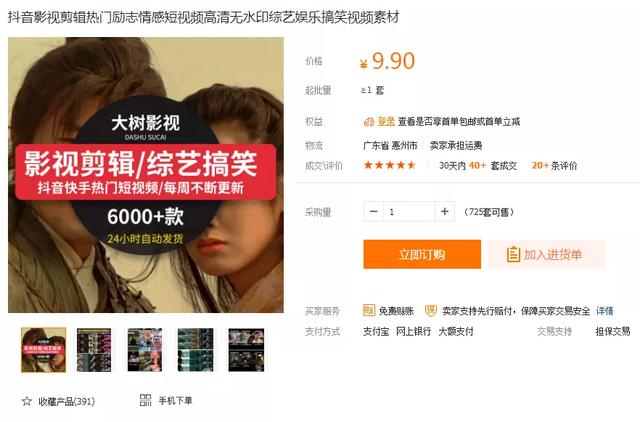 抖音影视剪辑热门励志情感短视频高清无水印综艺娱乐搞笑视频素材
大树影视
DASHU SUCAI
影视剪辑/综艺搞笑
抖音快手热门短视频/每周不断更新
6000+款
24小时自动发货
收藏产品(391) 手机下单
价格 ¥9.90
起批量 ≥1 套
权益 登录 查看是否享首单包邮或首单立减
物流 广东省 惠州市 卖家承担运费
成交\评价 30天内 40+ 套成交 20+ 条评价
采购量 − 1 + (725套可售)
立即订购 加入进货单
买家服务 赊 免费赊账 保 卖家支持先行赔付,保障买家交易安全 详情
支付方式 支付宝 网上银行 大额支付 交易支持 担保交易